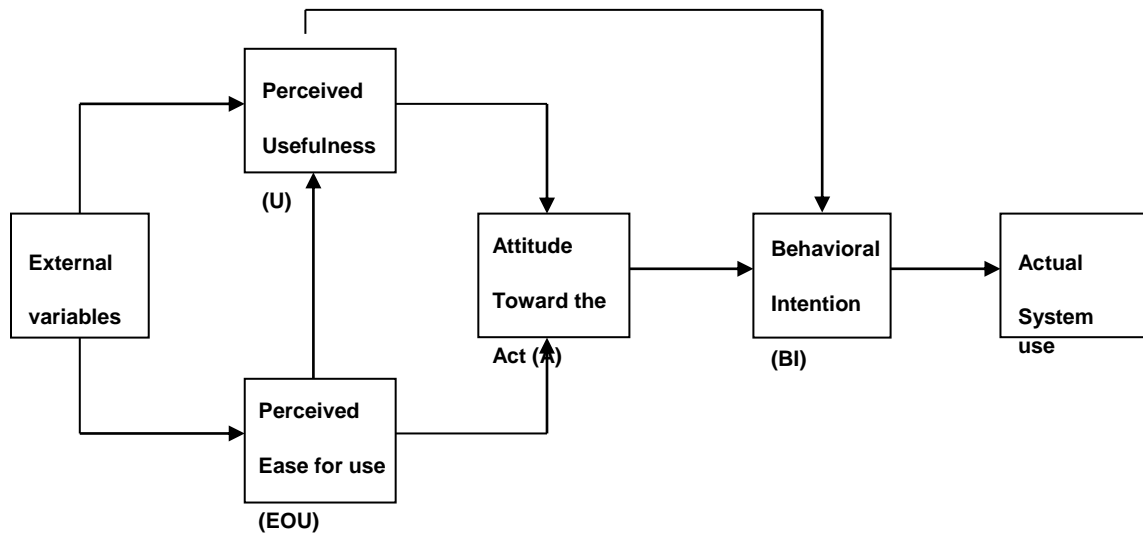 Perceived
Usefulness
(U)
External
variables
Attitude
Toward the
Act (A)
Behavioral
Intention
(BI)
Actual
System
use
Perceived
Ease for use
(EOU)